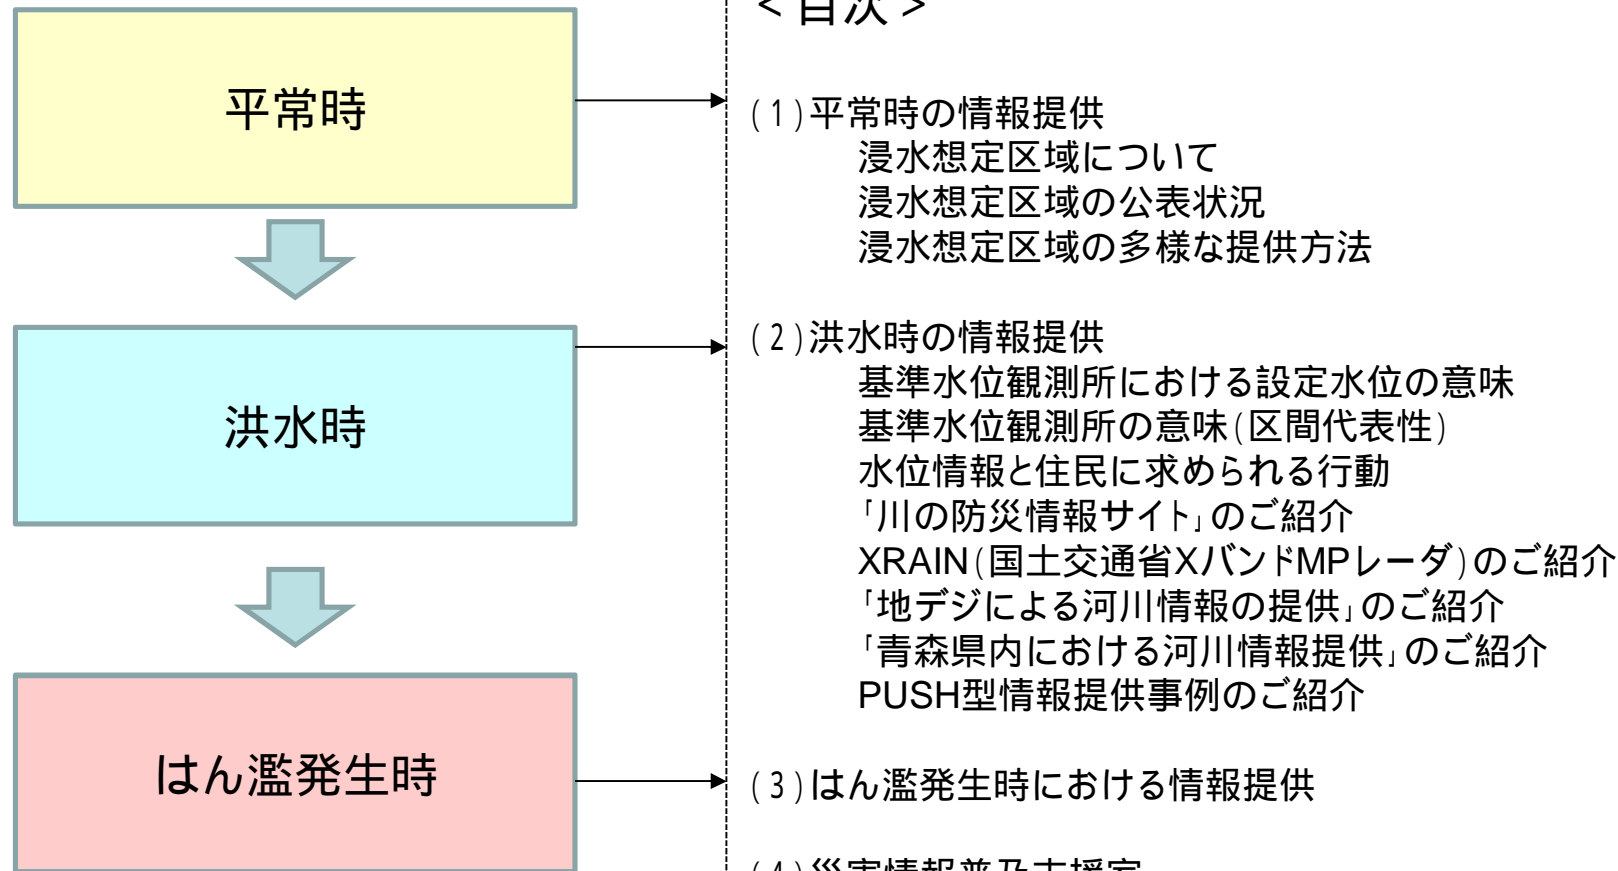 平常時
洪水時
はん濫発生時
＜目次＞
(1)平常時の情報提供
浸水想定区域について
浸水想定区域の公表状況
浸水想定区域の多様な提供方法
(2)洪水時の情報提供
基準水位観測所における設定水位の意味
基準水位観測所の意味(区間代表性)
水位情報と住民に求められる行動
「川の防災情報サイト」のご紹介
XRAIN(国土交通省XバンドMPレーダ)のご紹介
「地デジによる河川情報の提供」のご紹介
「青森県内における河川情報提供」のご紹介
PUSH型情報提供事例のご紹介
(3)はん濫発生時における情報提供
(4)災害情報普及支援室